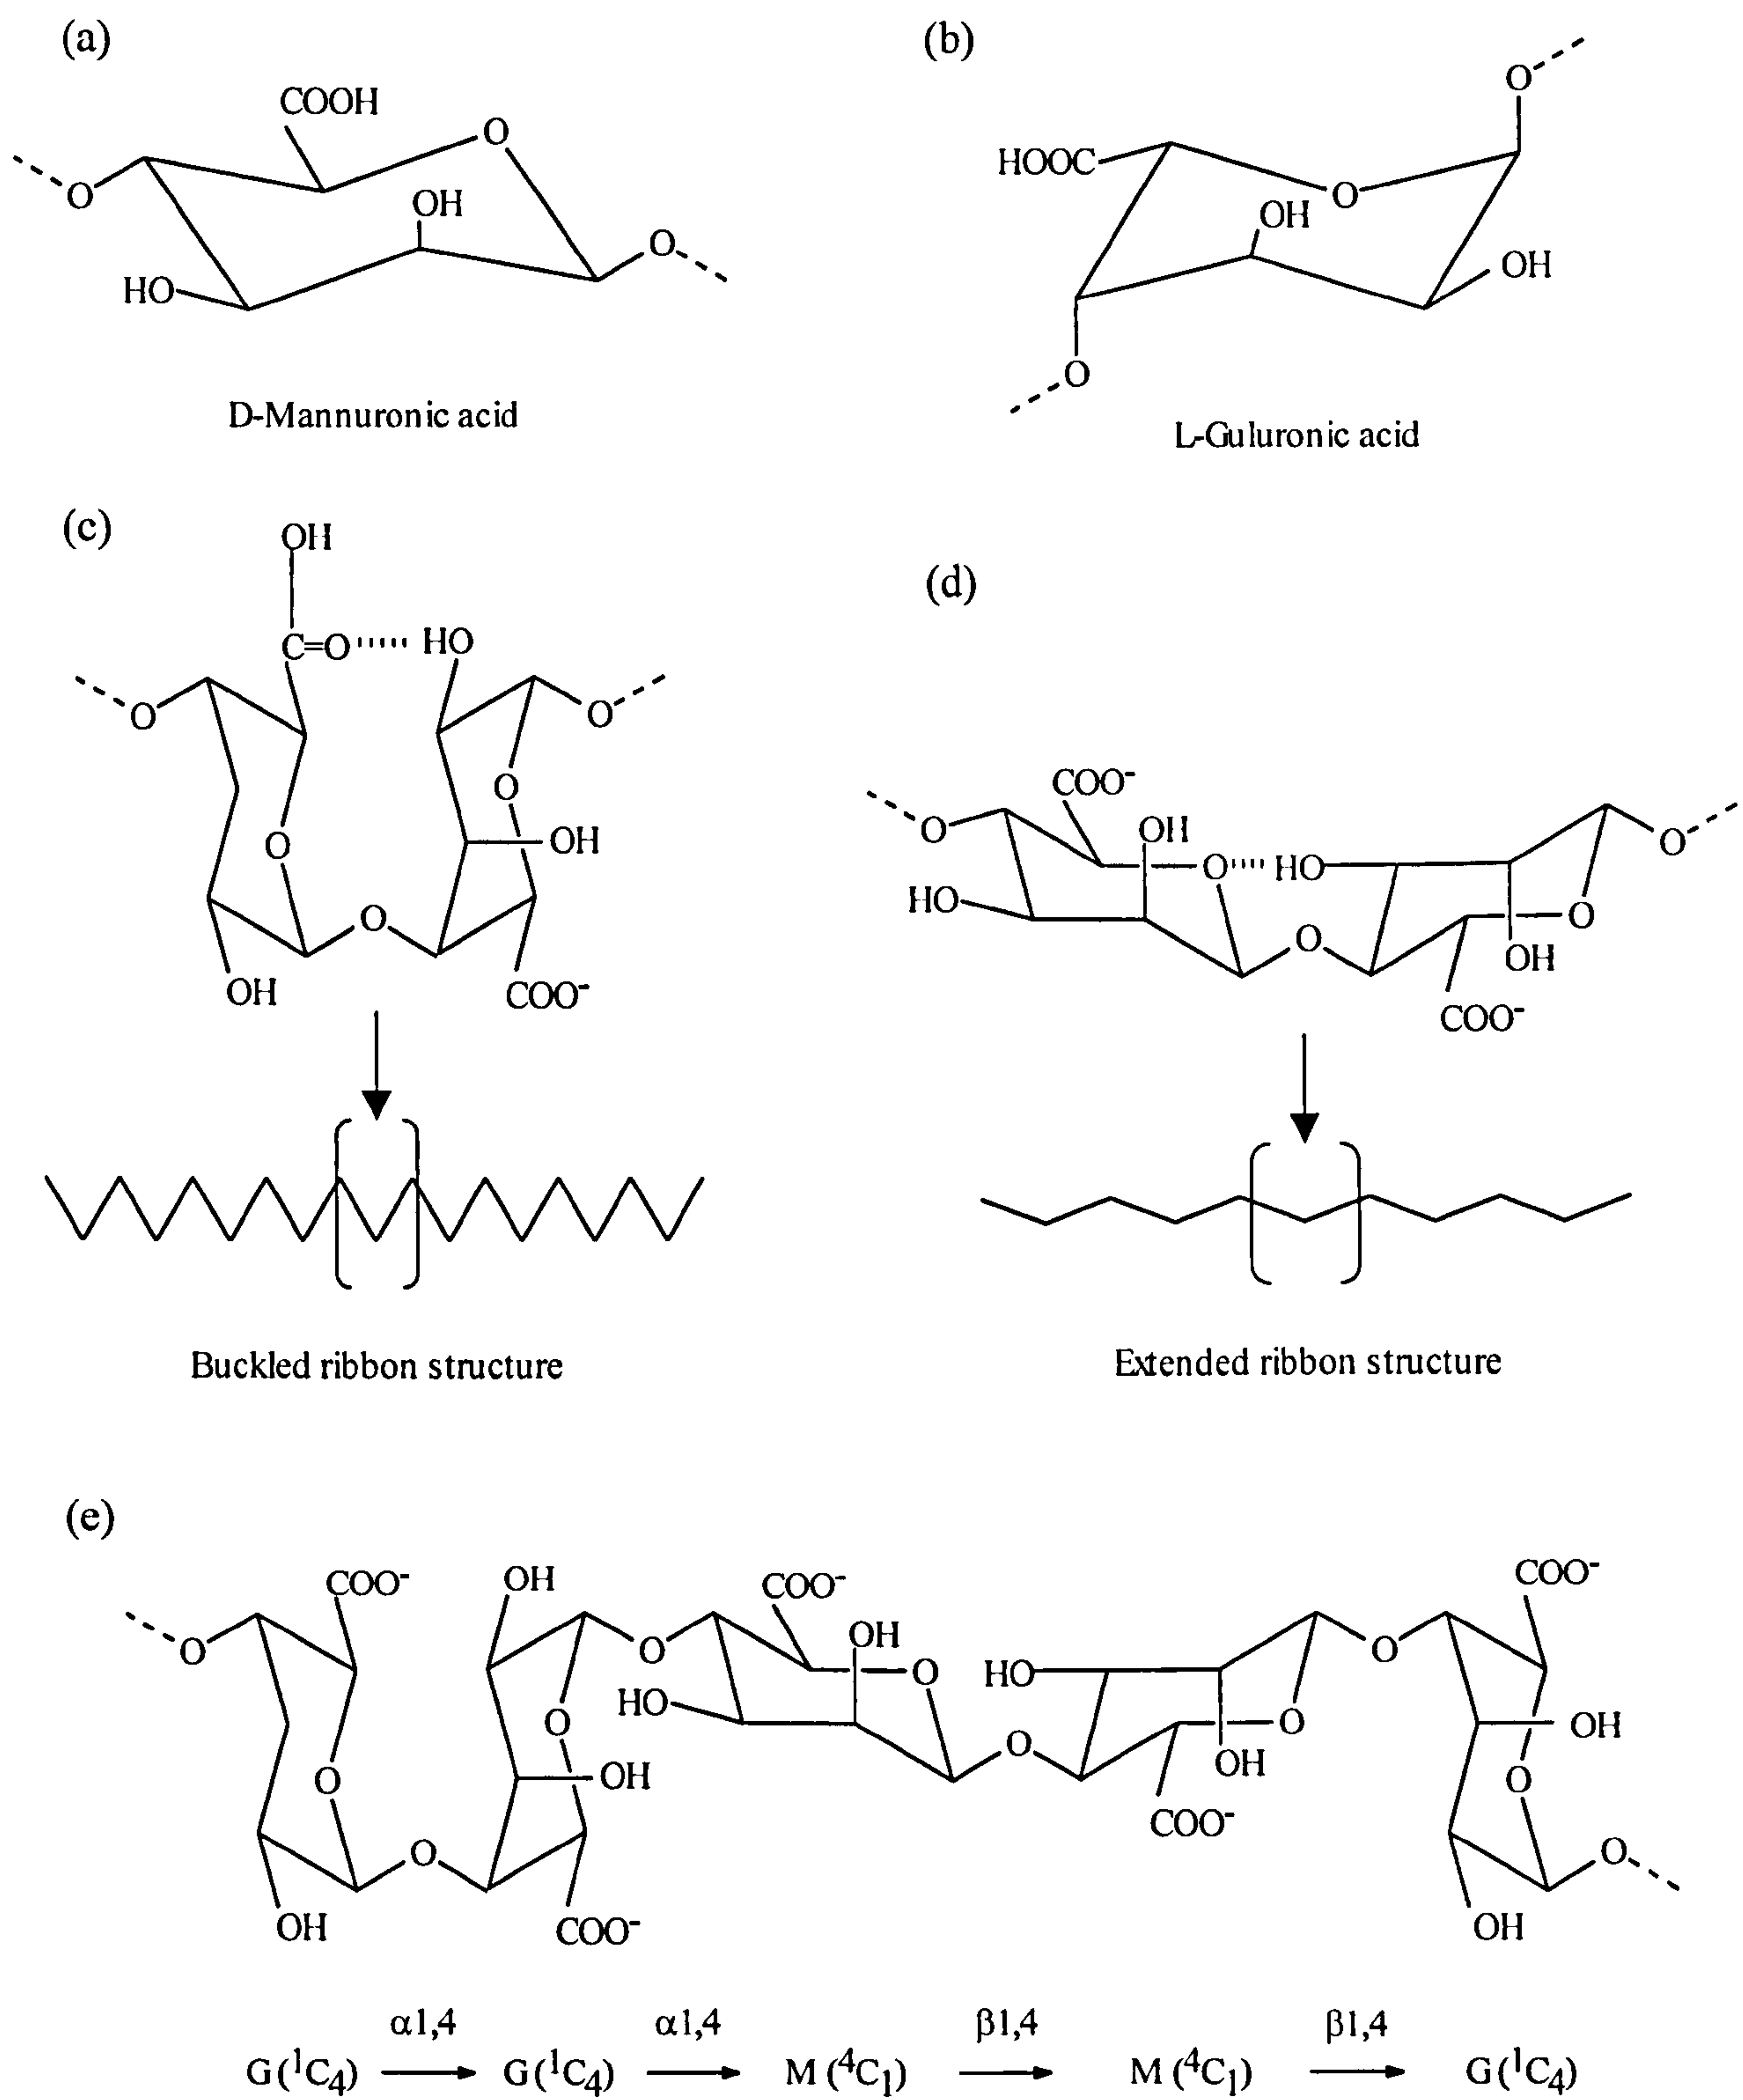 (a)
(b)
COOH
O
O
OH
O
HO
O
HOOC
O
OH
OH
O
D-Mannuronic acid
L-Guluronic acid
(c)
(d)
OH
C=O HO
O
O
O
O
OH
OH
COO⁻
COO⁻
OH
O
O HO
O
HO
O
O
OH
COO⁻
Buckled ribbon structure
Extended ribbon structure
(e)
COO⁻
OH
COO⁻
COO⁻
O
O
OH
O
HO
O
HO
O
O
OH
O
O
OH
O
OH
O
COO⁻
O
O
OH
COO⁻
OH
α1,4
α1,4
β1,4
β1,4
G(¹C₄) → G(¹C₄) → M(⁴C₁) → M(⁴C₁) → G(¹C₄)